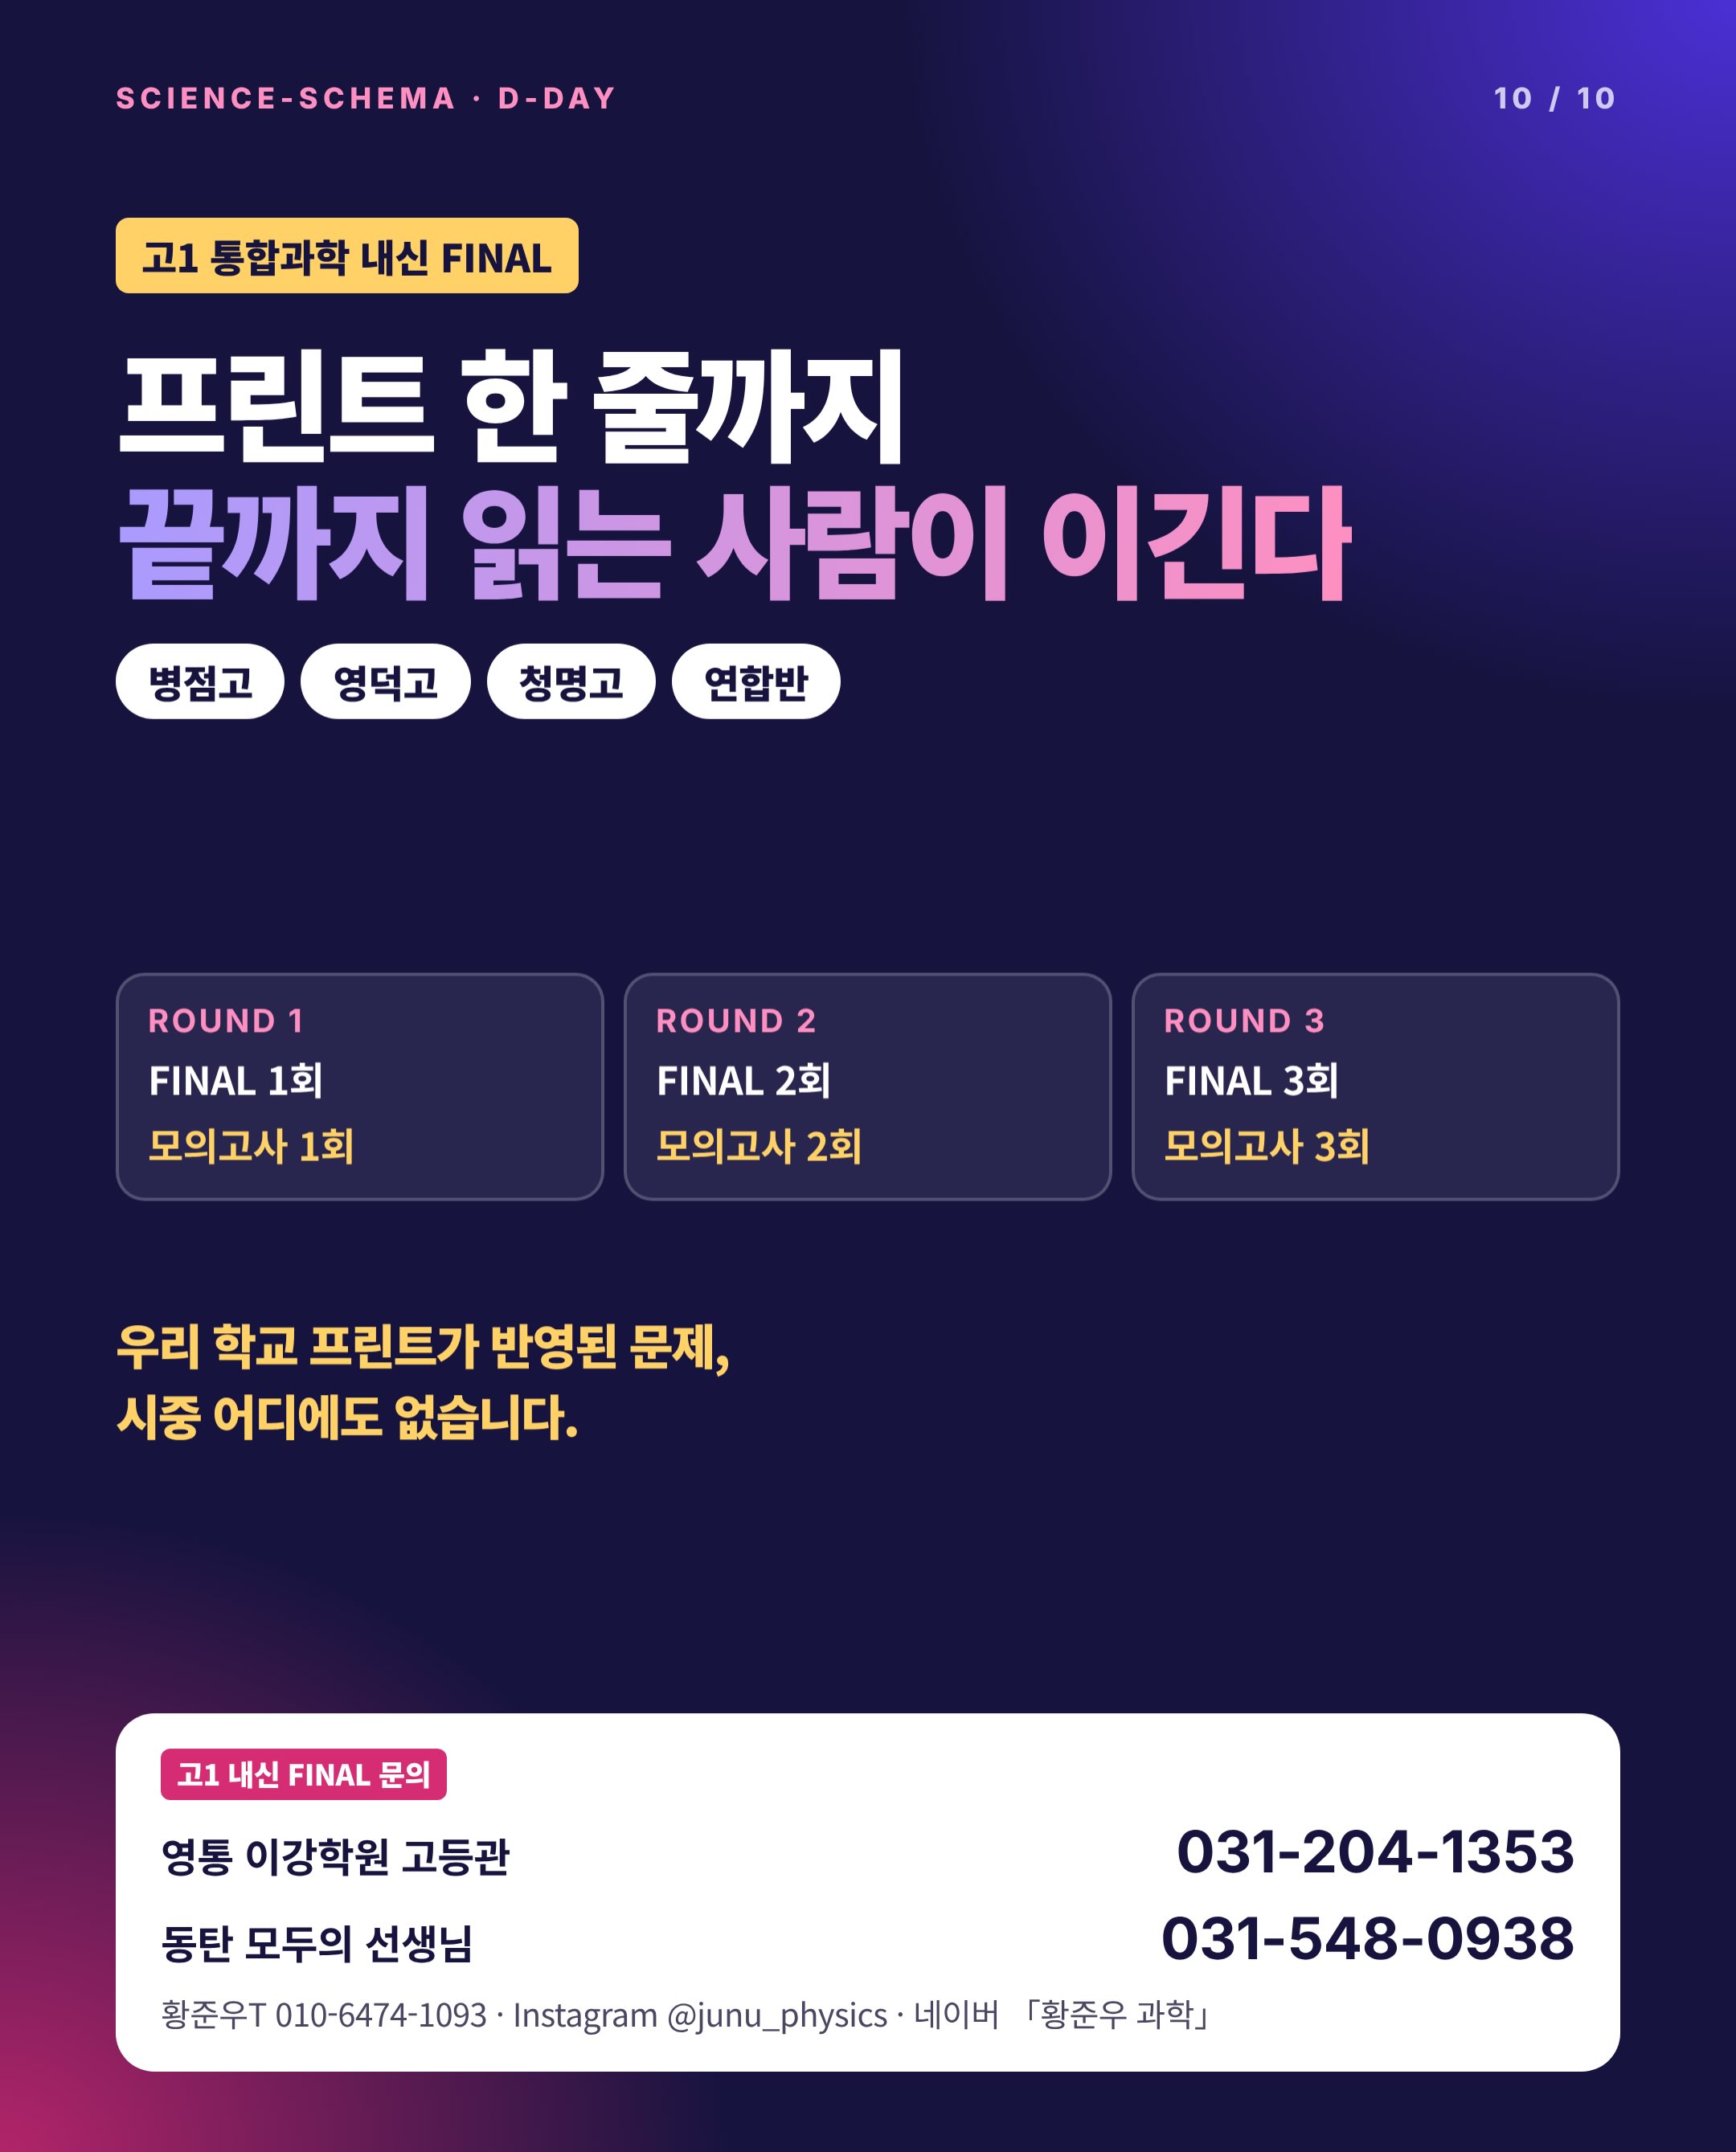 SCIENCE-SCHEMA · D-DAY
10 / 10
고1 통합과학 내신 FINAL
프린트 한 줄까지
끝까지 읽는 사람이 이긴다
병점고 영덕고 청명고 연합반
ROUND 1
FINAL 1회
모의고사 1회
ROUND 2
FINAL 2회
모의고사 2회
ROUND 3
FINAL 3회
모의고사 3회
우리 학교 프린트가 반영된 문제,
시중 어디에도 없습니다.
고1 내신 FINAL 문의
영통 이강학원 고등관 031-204-1353
동탄 모두의 선생님 031-548-0938
황준우T 010-6474-1093 · Instagram @junu_physics · 네이버 「황준우 과학」